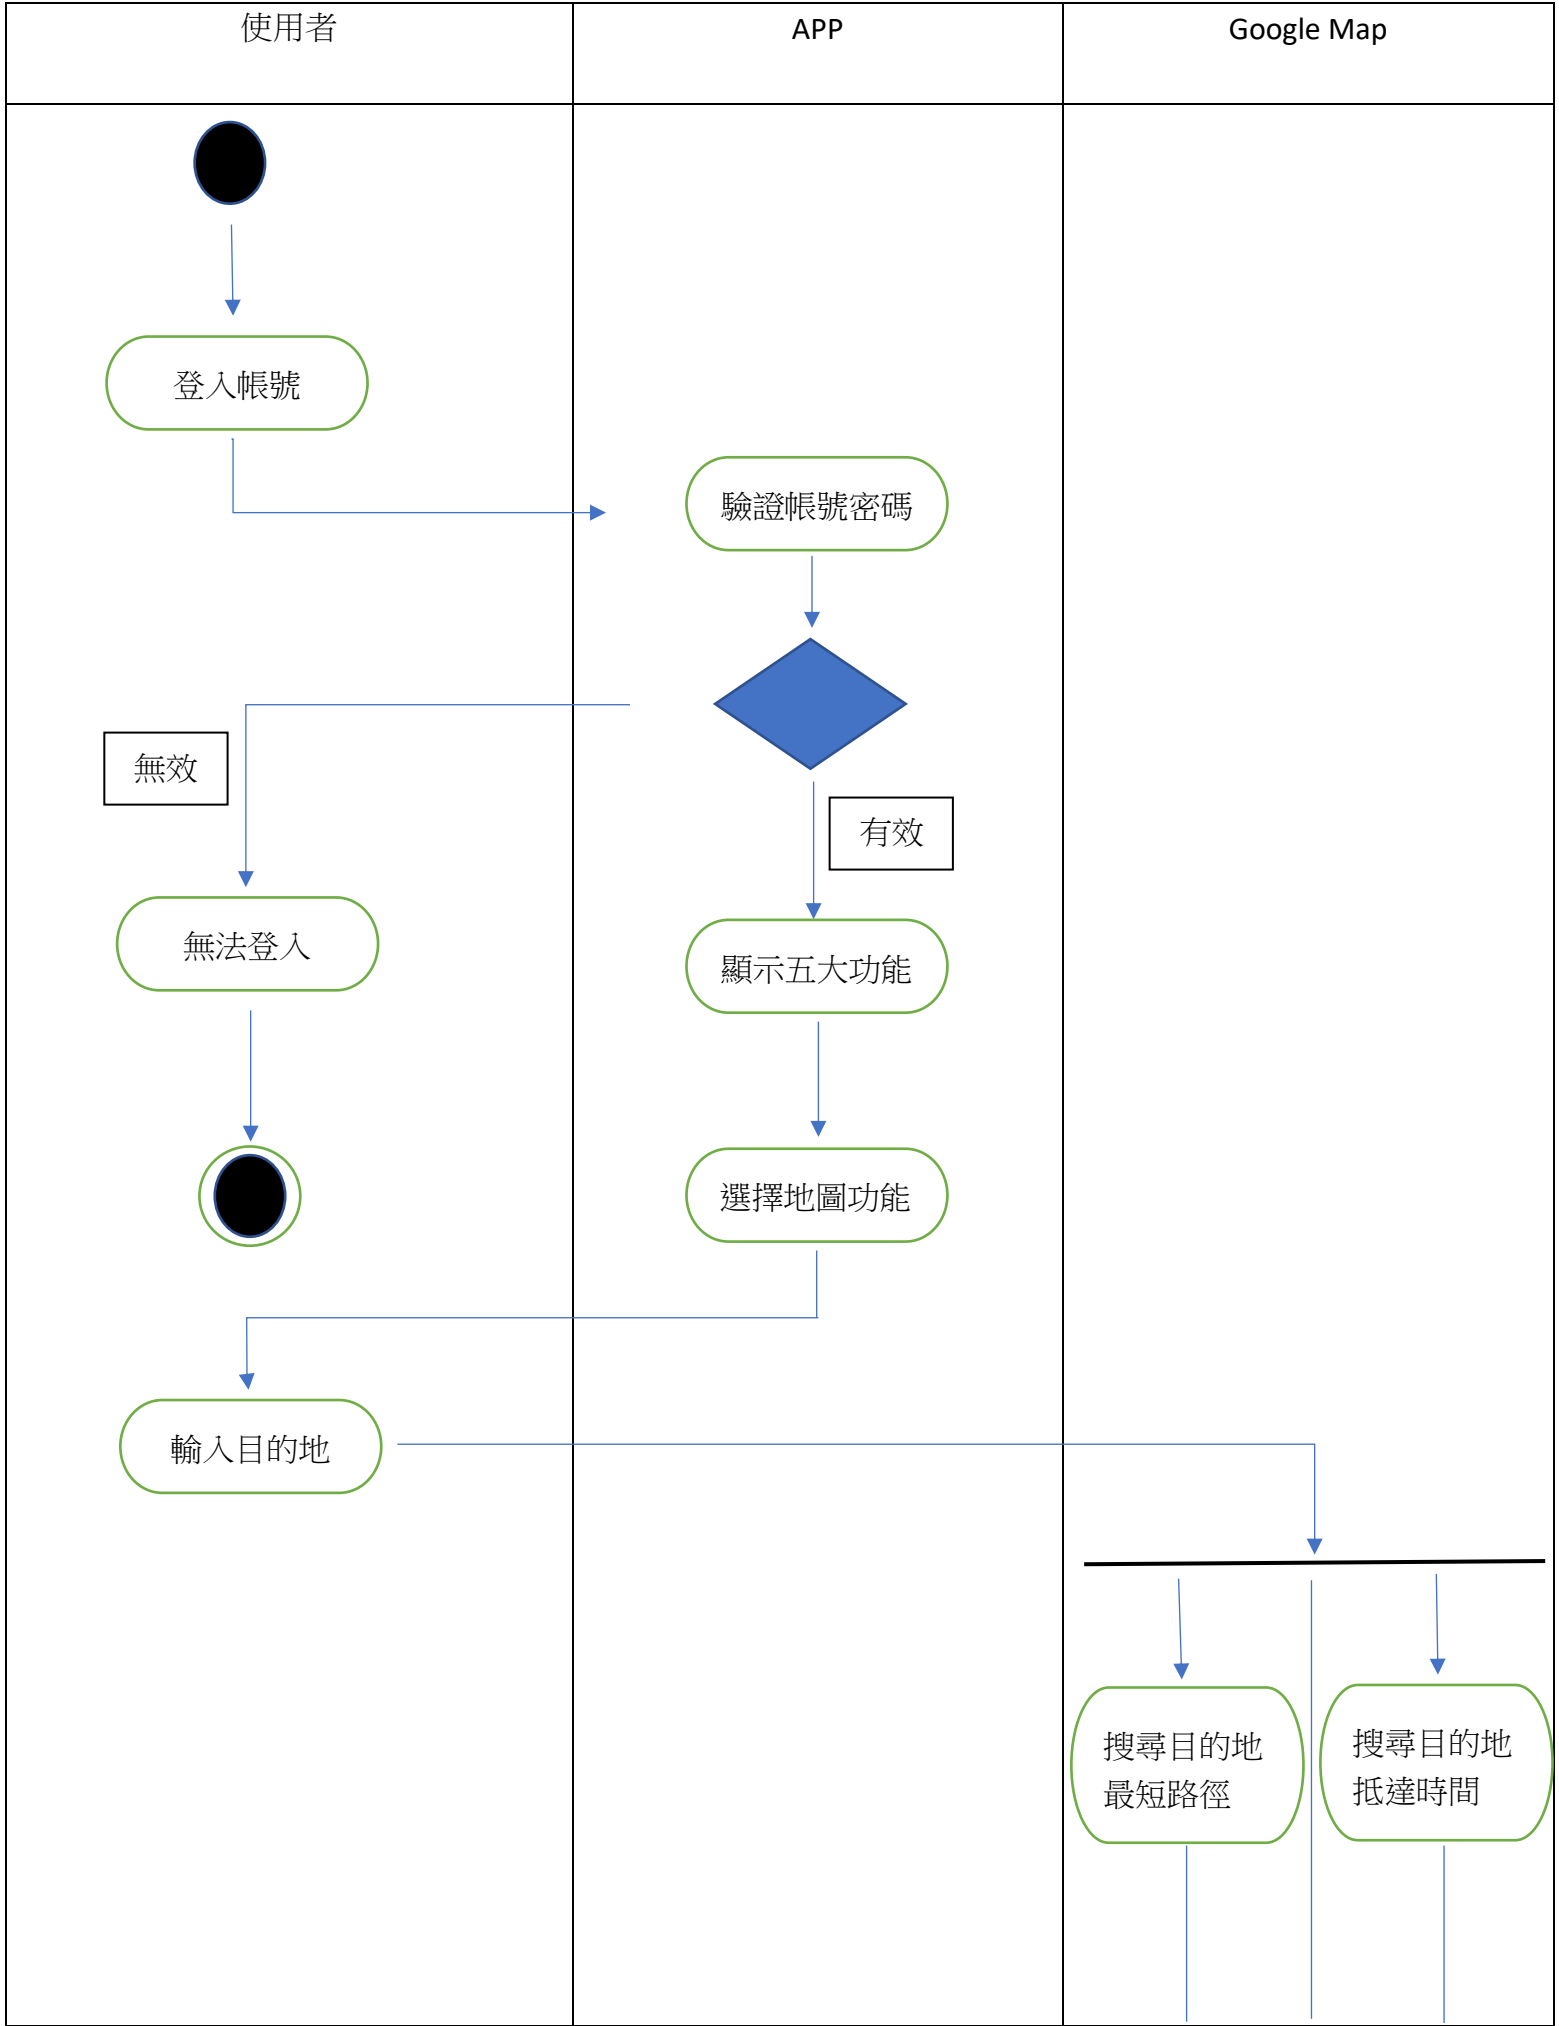 使用者
APP
Google Map
登入帳號
驗證帳號密碼
無效
有效
無法登入
顯示五大功能
選擇地圖功能
輸入目的地
搜尋目的地
最短路徑
搜尋目的地
抵達時間